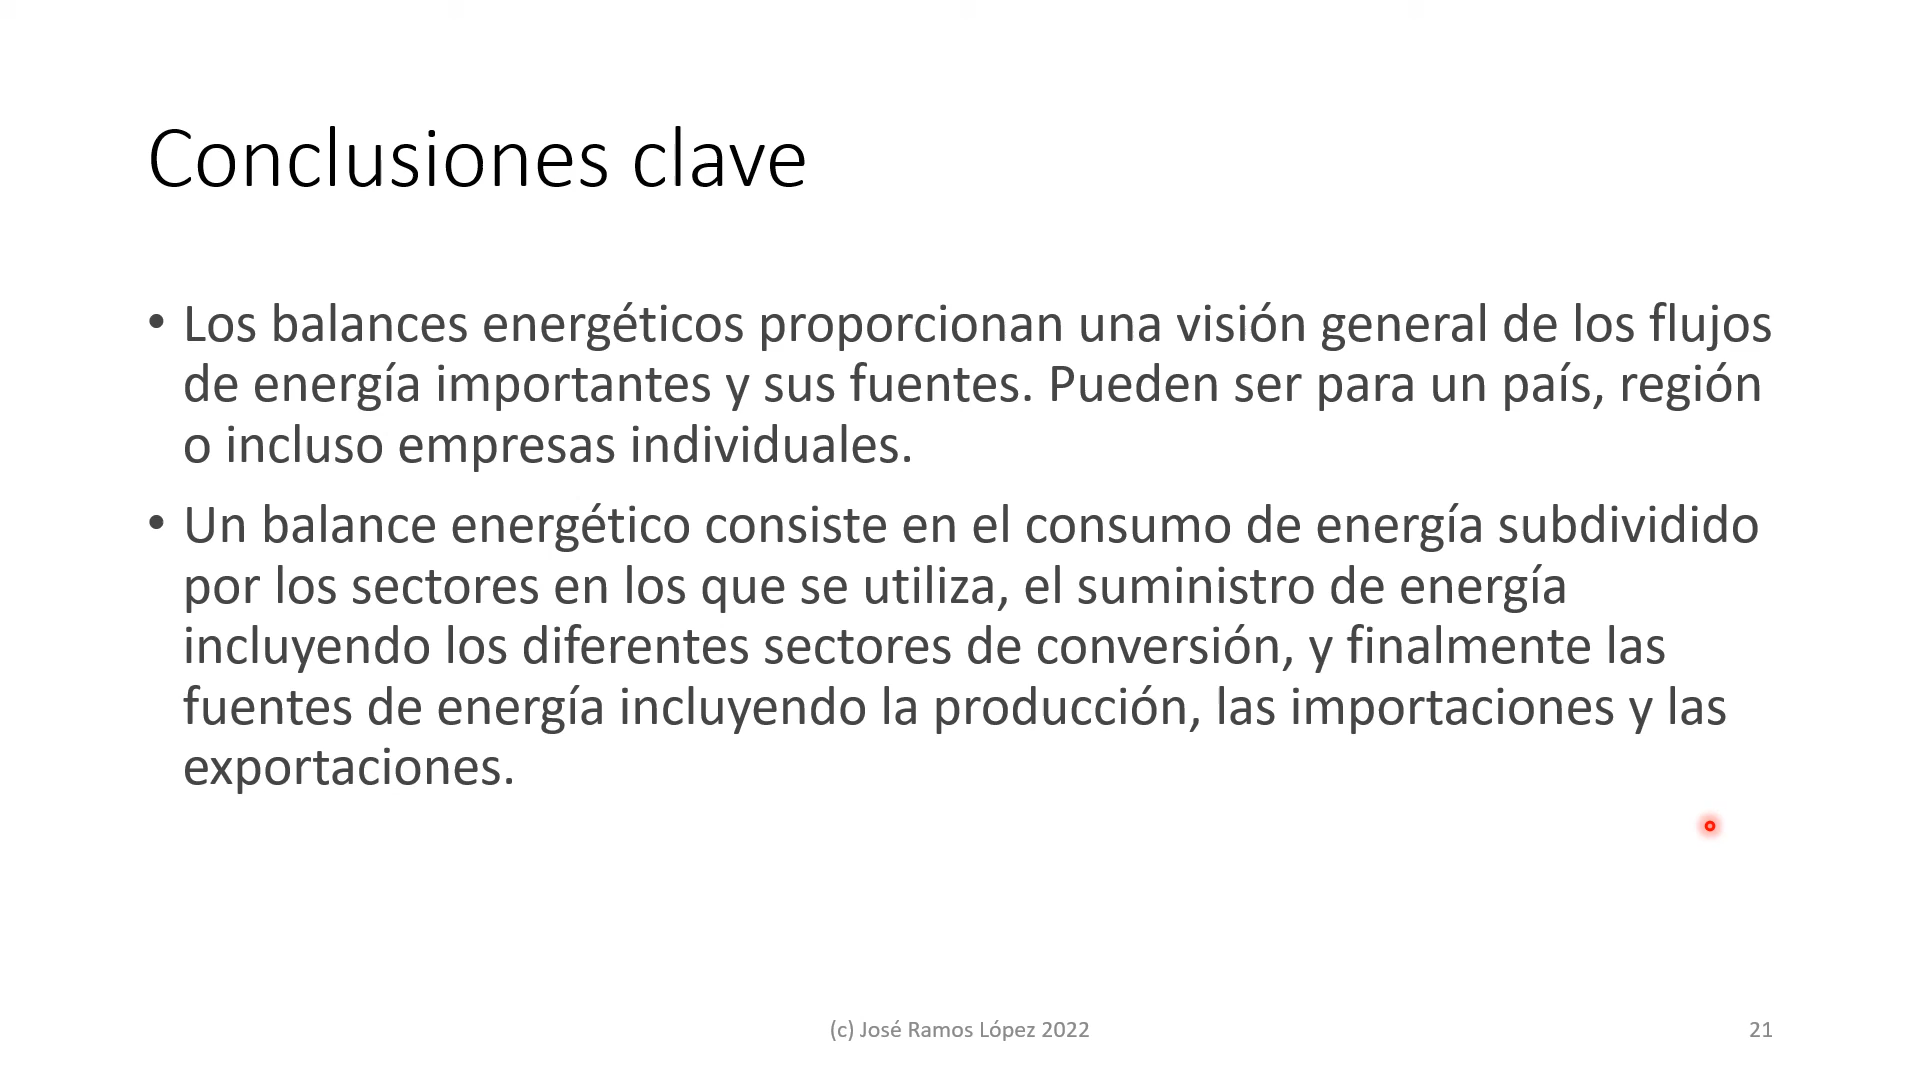 Conclusiones clave
• Los balances energéticos proporcionan una visión general de los flujos
de energía importantes y sus fuentes. Pueden ser para un país, región
o incluso empresas individuales.
• Un balance energético consiste en el consumo de energía subdividido
por los sectores en los que se utiliza, el suministro de energía
incluyendo los diferentes sectores de conversión, y finalmente las
fuentes de energía incluyendo la producción, las importaciones y las
exportaciones.
(c) José Ramos López 2022
21